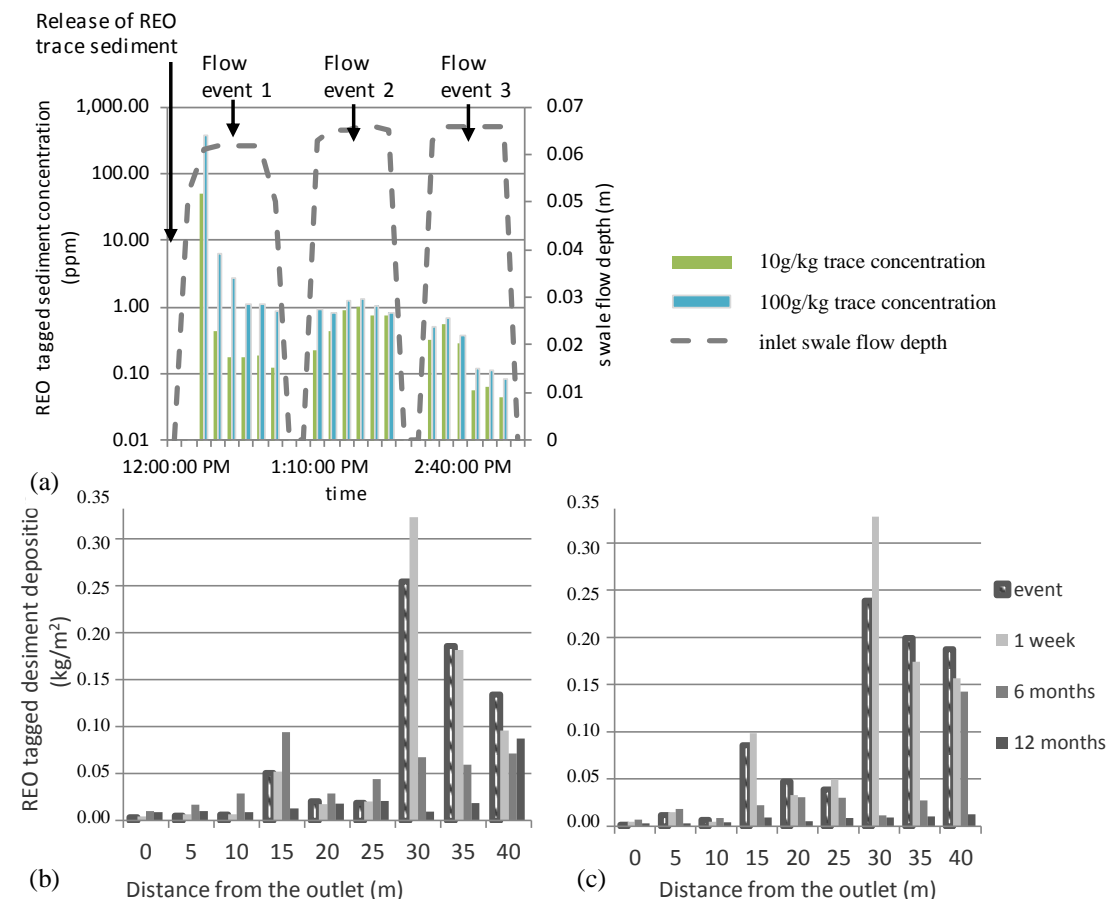 Release of REO
trace sediment
Flow
event 1
Flow
event 2
Flow
event 3
REO tagged sediment concentration
(ppm)
1,000.00
100.00
10.00
1.00
0.10
0.01
0.07
0.06
0.05
0.04
0.03
0.02
0.01
0
swale flow depth (m)
12:00:00 PM
1:10:00 PM
2:40:00 PM
time
10g/kg trace concentration
100g/kg trace concentration
inlet swale flow depth
(a)
REO tagged desiment depositio
(kg/m²)
0.35
0.30
0.25
0.20
0.15
0.10
0.05
0.00
0 5 10 15 20 25 30 35 40
(b)
Distance from the outlet (m)
0.35
0.30
0.25
0.20
0.15
0.10
0.05
0.00
0 5 10 15 20 25 30 35 40
(c)
Distance from the outlet (m)
event
1 week
6 months
12 months